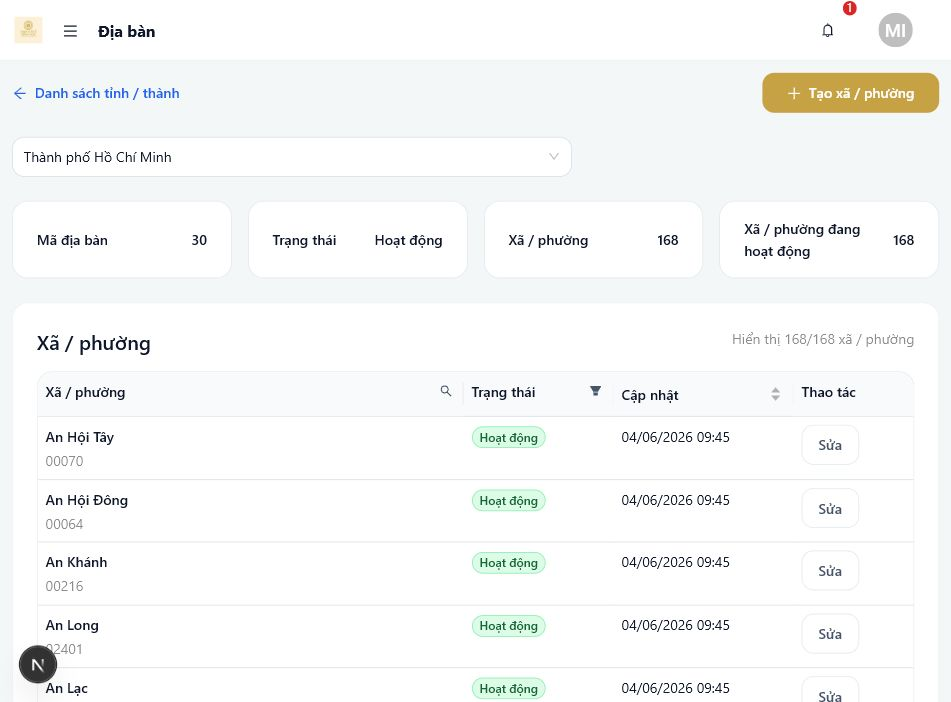 Địa bàn
1
MI
Danh sách tỉnh / thành
Tạo xã / phường
Thành phố Hồ Chí Minh
Mã địa bàn 30
Trạng thái Hoạt động
Xã / phường 168
Xã / phường đang
hoạt động 168
Xã / phường
Hiển thị 168/168 xã / phường
Xã / phường Trạng thái Cập nhật Thao tác
An Hội Tây Hoạt động 04/06/2026 09:45 Sửa
00070
An Hội Đông Hoạt động 04/06/2026 09:45 Sửa
00064
An Khánh Hoạt động 04/06/2026 09:45 Sửa
00216
An Long Hoạt động 04/06/2026 09:45 Sửa
02401
N
An Lạc Hoạt động 04/06/2026 09:45 Sửa